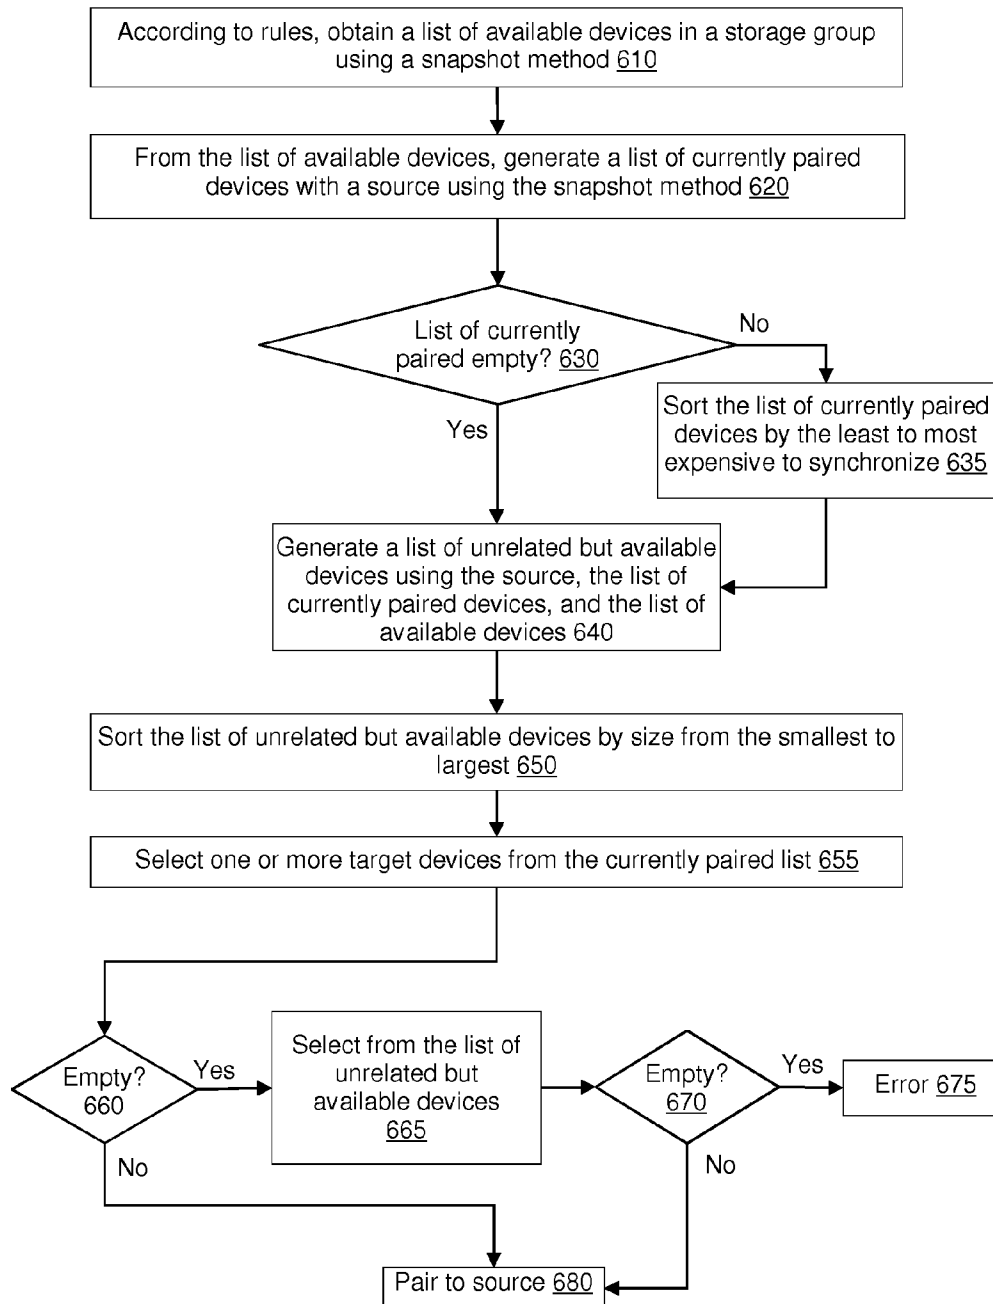 According to rules, obtain a list of available devices in a storage group
using a snapshot method 610
From the list of available devices, generate a list of currently paired
devices with a source using the snapshot method 620
List of currently
paired empty? 630
No
Yes
Sort the list of currently paired
devices by the least to most
expensive to synchronize 635
Generate a list of unrelated but available
devices using the source, the list of
currently paired devices, and the list of
available devices 640
Sort the list of unrelated but available devices by size from the smallest to
largest 650
Select one or more target devices from the currently paired list 655
Empty?
660
Yes
No
Select from the list of
unrelated but
available devices
665
Empty?
670
Yes
No
Error 675
Pair to source 680